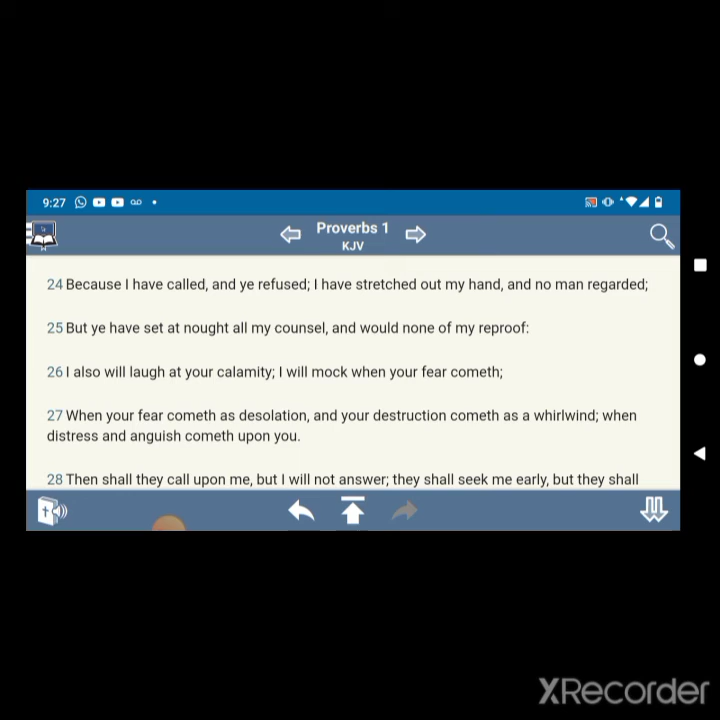 9:27
Proverbs 1
KJV
24 Because I have called, and ye refused; I have stretched out my hand, and no man regarded;
25 But ye have set at nought all my counsel, and would none of my reproof:
26 I also will laugh at your calamity; I will mock when your fear cometh;
27 When your fear cometh as desolation, and your destruction cometh as a whirlwind; when
distress and anguish cometh upon you.
28 Then shall they call upon me, but I will not answer; they shall seek me early, but they shall
XRecorder